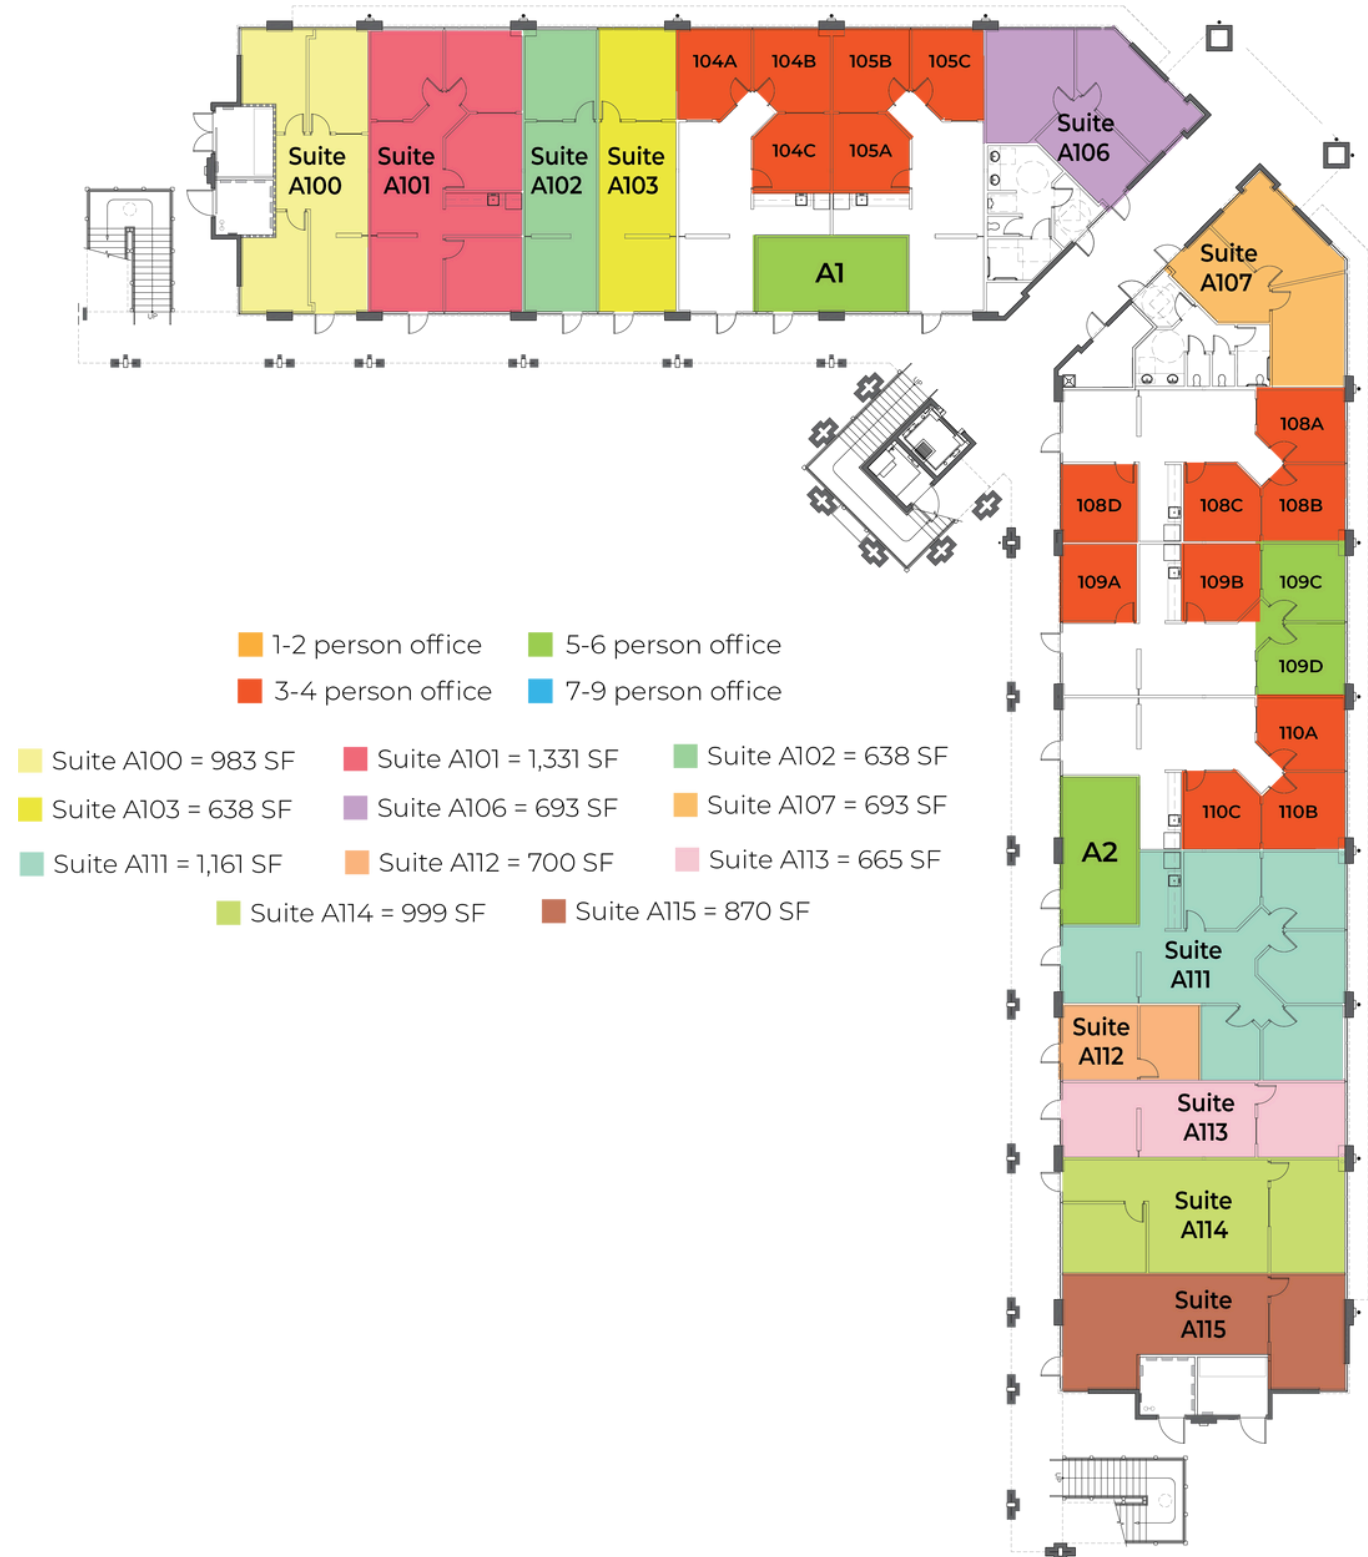 104A
104B
105B
105C
104C
105A
Suite
A100
Suite
A101
Suite
A102
Suite
A103
Suite
A106
A1
Suite
A107
108A
108D
108C
108B
109A
109B
109C
109D
110A
110C
110B
A2
Suite
A111
Suite
A112
Suite
A113
Suite
A114
Suite
A115
1-2 person office
5-6 person office
3-4 person office
7-9 person office
Suite A100 = 983 SF
Suite A101 = 1,331 SF
Suite A102 = 638 SF
Suite A103 = 638 SF
Suite A106 = 693 SF
Suite A107 = 693 SF
Suite A111 = 1,161 SF
Suite A112 = 700 SF
Suite A113 = 665 SF
Suite A114 = 999 SF
Suite A115 = 870 SF